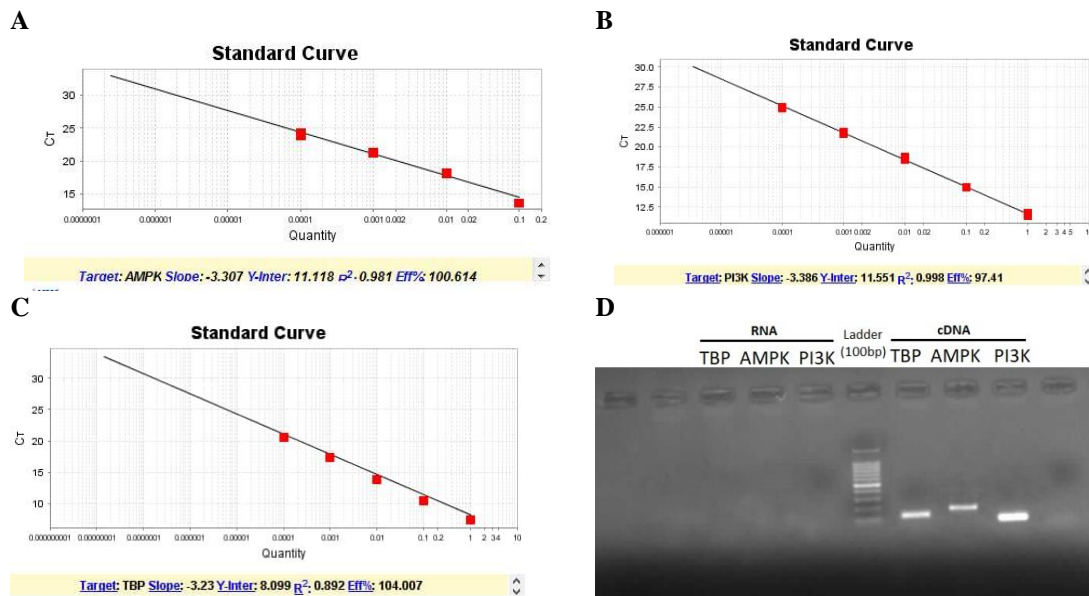 A
Standard Curve
30
25
20
15
CT
0.0000001 0.000001 0.00001 0.0001 0.001 0.002 0.01 0.02 0.1 0.2
Quantity
Target: AMPK Slope: -3.307 Y-Inter: 11.118 R2: 0.981 Eff%: 100.614
B
Standard Curve
30.0
27.5
25.0
22.5
20.0
17.5
15.0
12.5
CT
0.000001 0.00001 0.0001 0.001 0.002 0.01 0.02 0.1 0.2 1 2 3 4 5 1
Quantity
Target: PI3K Slope: -3.386 Y-Inter: 11.551 R2: 0.998 Eff%: 97.41
C
Standard Curve
30
25
20
15
10
CT
0.000000001 0.00000001 0.0000001 0.000001 0.00001 0.0001 0.001 0.01 0.1 0.2 1 2 3 4 10
Quantity
Target: TBP Slope: -3.23 Y-Inter: 8.099 R2: 0.892 Eff%: 104.007
D
RNA Ladder cDNA
TBP AMPK PI3K (100bp) TBP AMPK PI3K